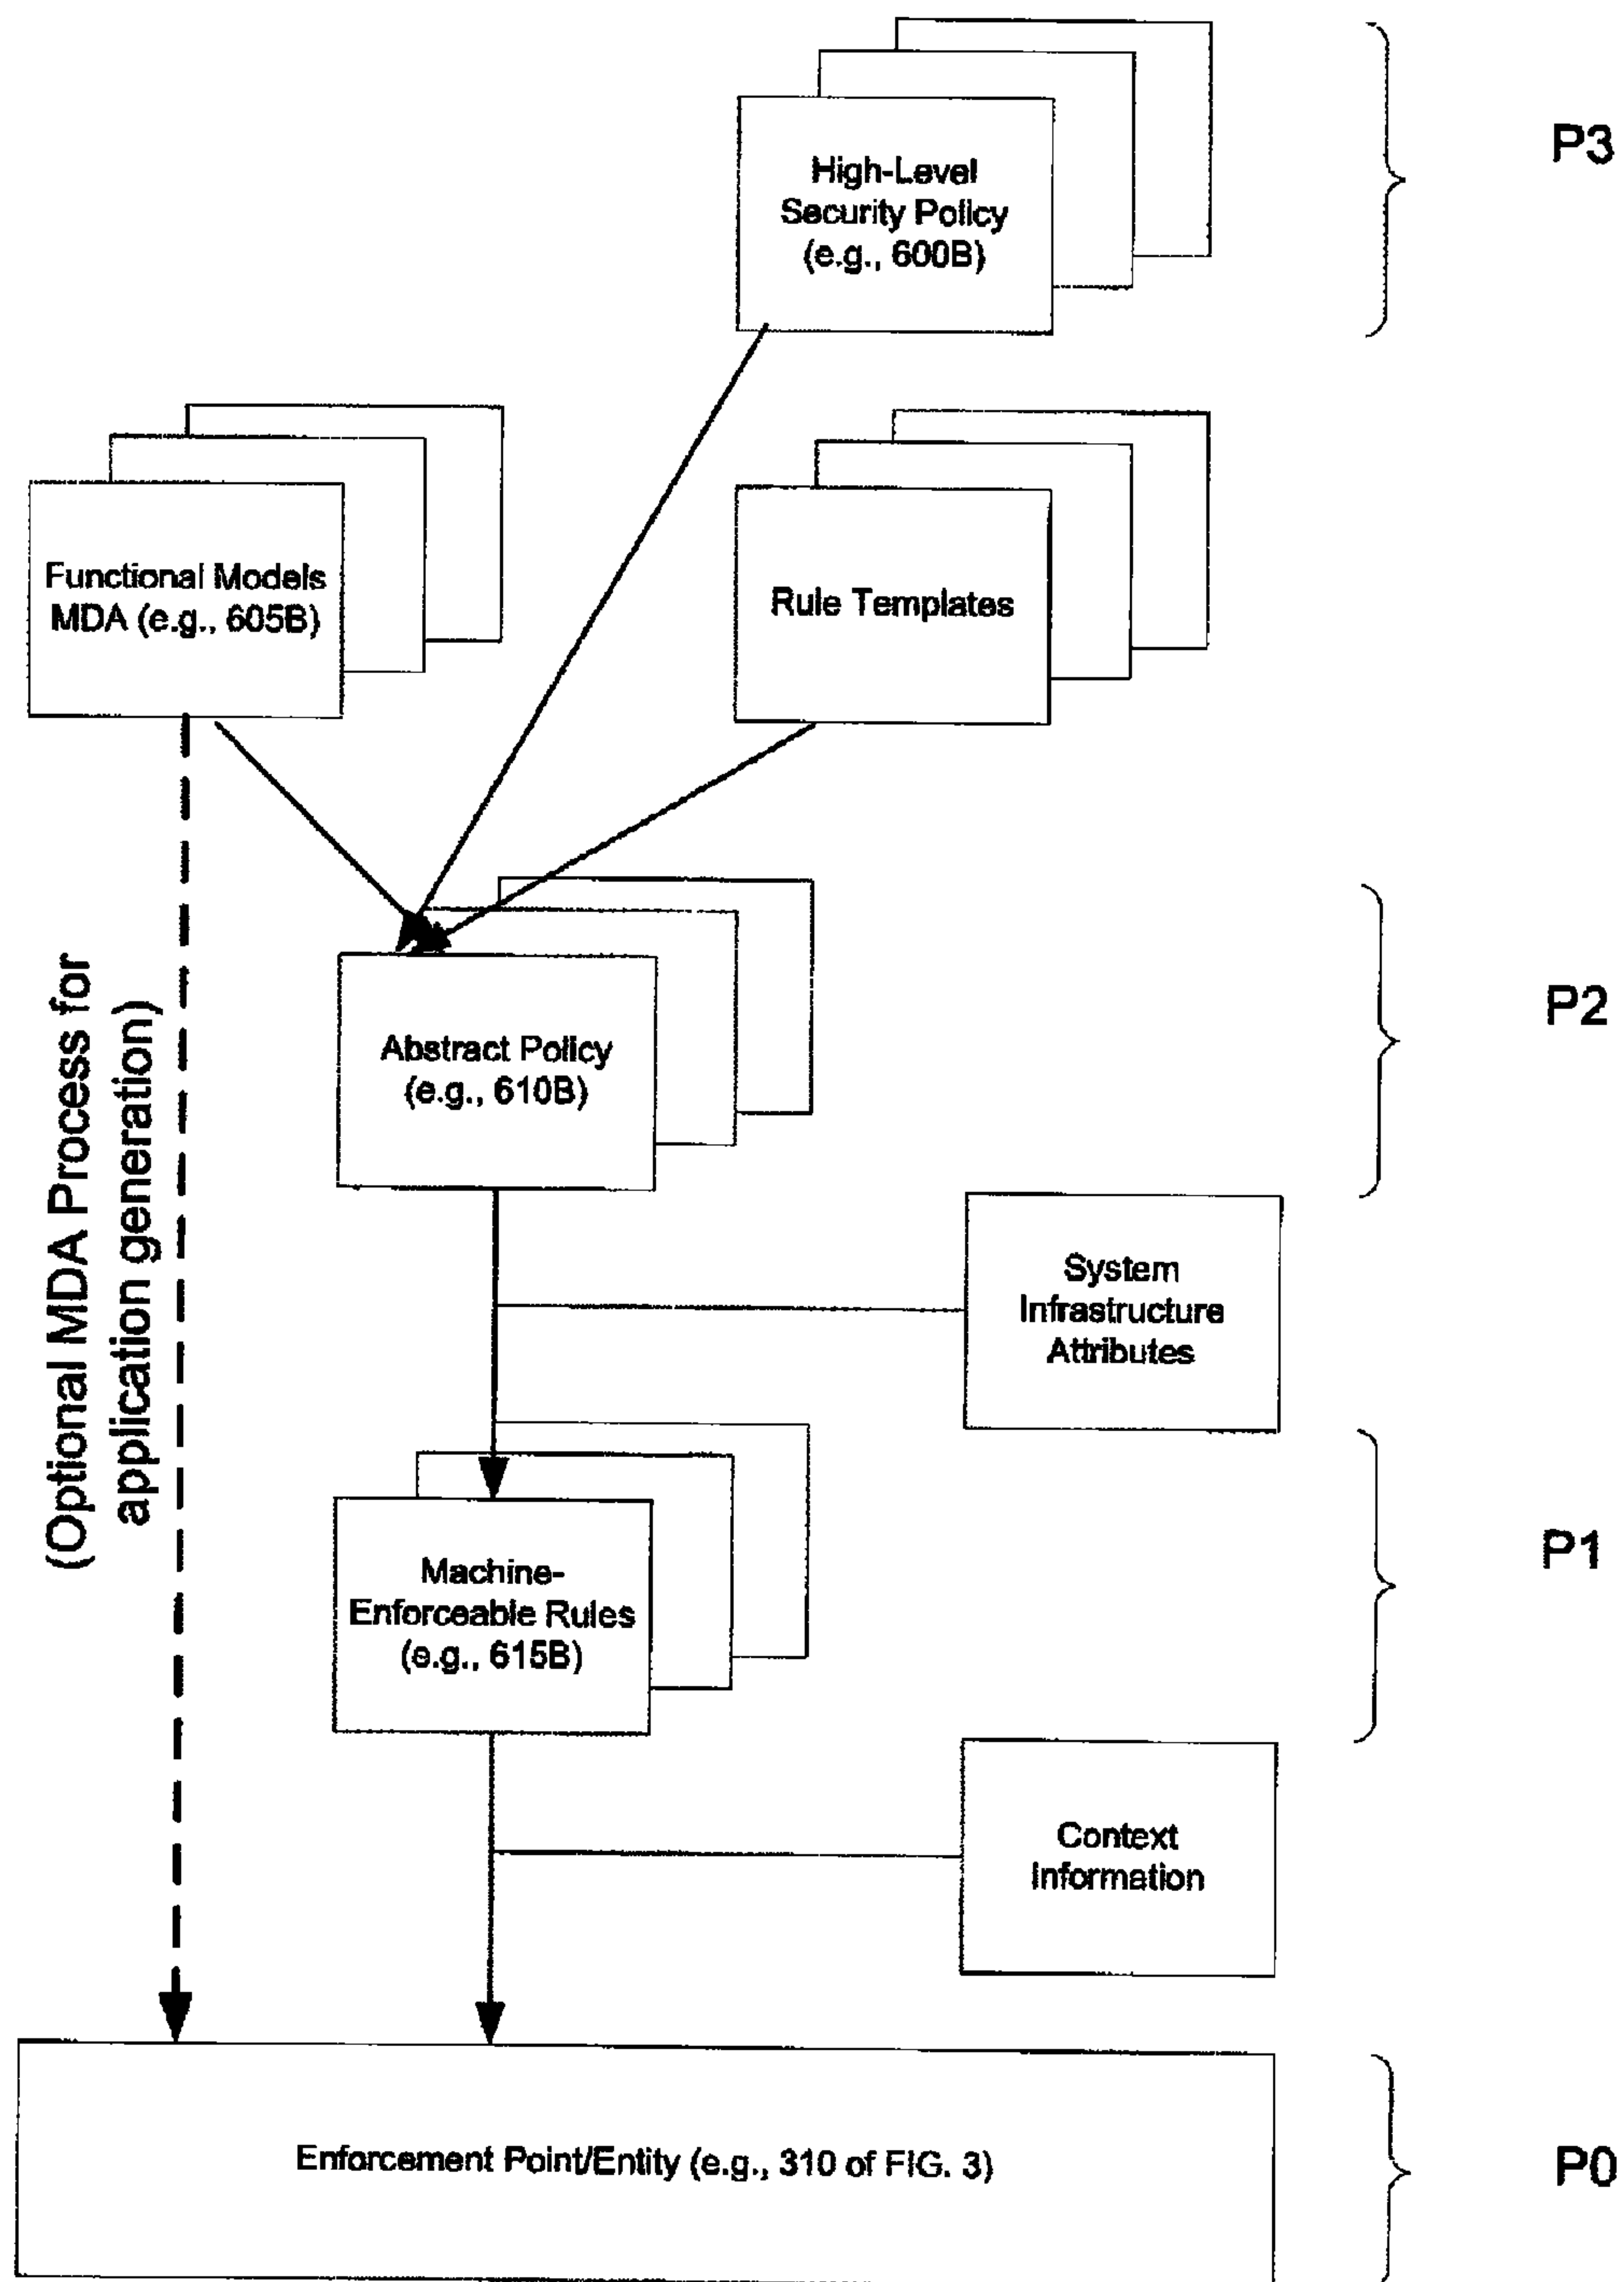 P3
High-Level
Security Policy
(e.g., 600B)
Functional Models
MDA (e.g., 605B)
Rule Templates
(Optional MDA Process for
application generation)
P2
Abstract Policy
(e.g., 610B)
System
Infrastructure
Attributes
P1
Machine-
Enforceable Rules
(e.g., 615B)
Context
Information
Enforcement Point/Entity (e.g., 310 of FIG. 3)
P0